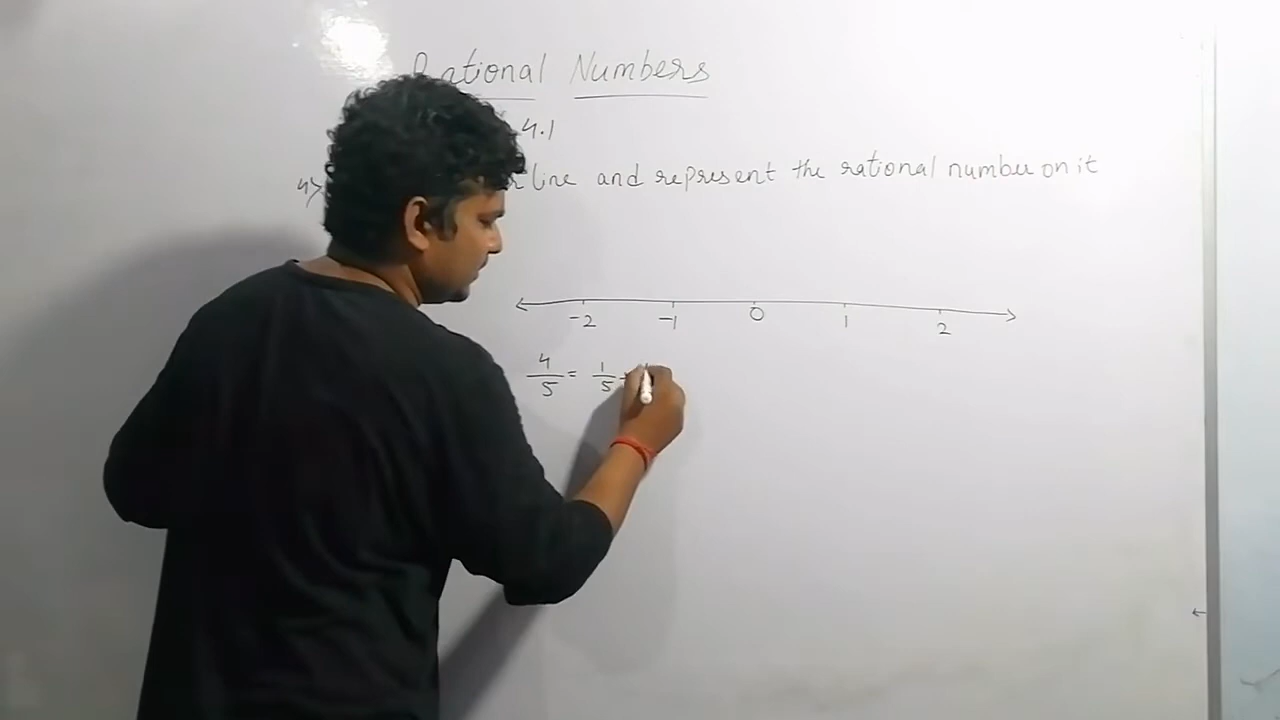 Rational Numbers
4.1
4> line and represent the rational number on it
-2 -1 0 1 2
4/5 = 1/5